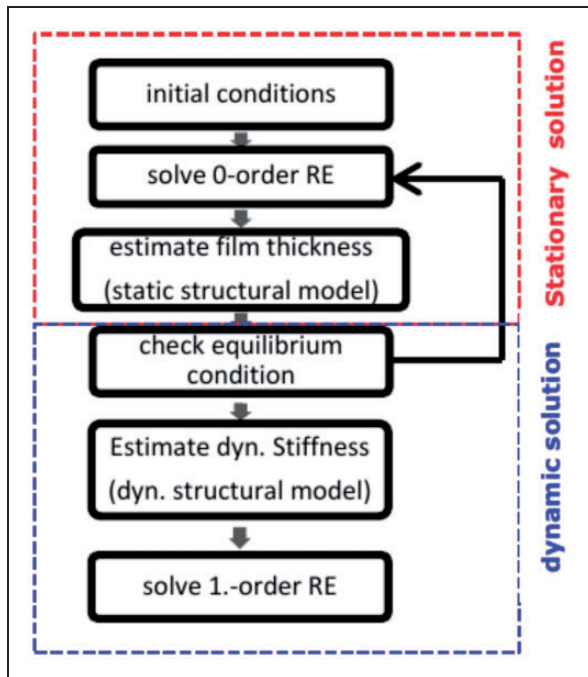 initial conditions
solve 0-order RE
estimate film thickness
(static structural model)
check equilibrium
condition
Estimate dyn. Stiffness
(dyn. structural model)
solve 1.-order RE
Stationary solution
dynamic solution